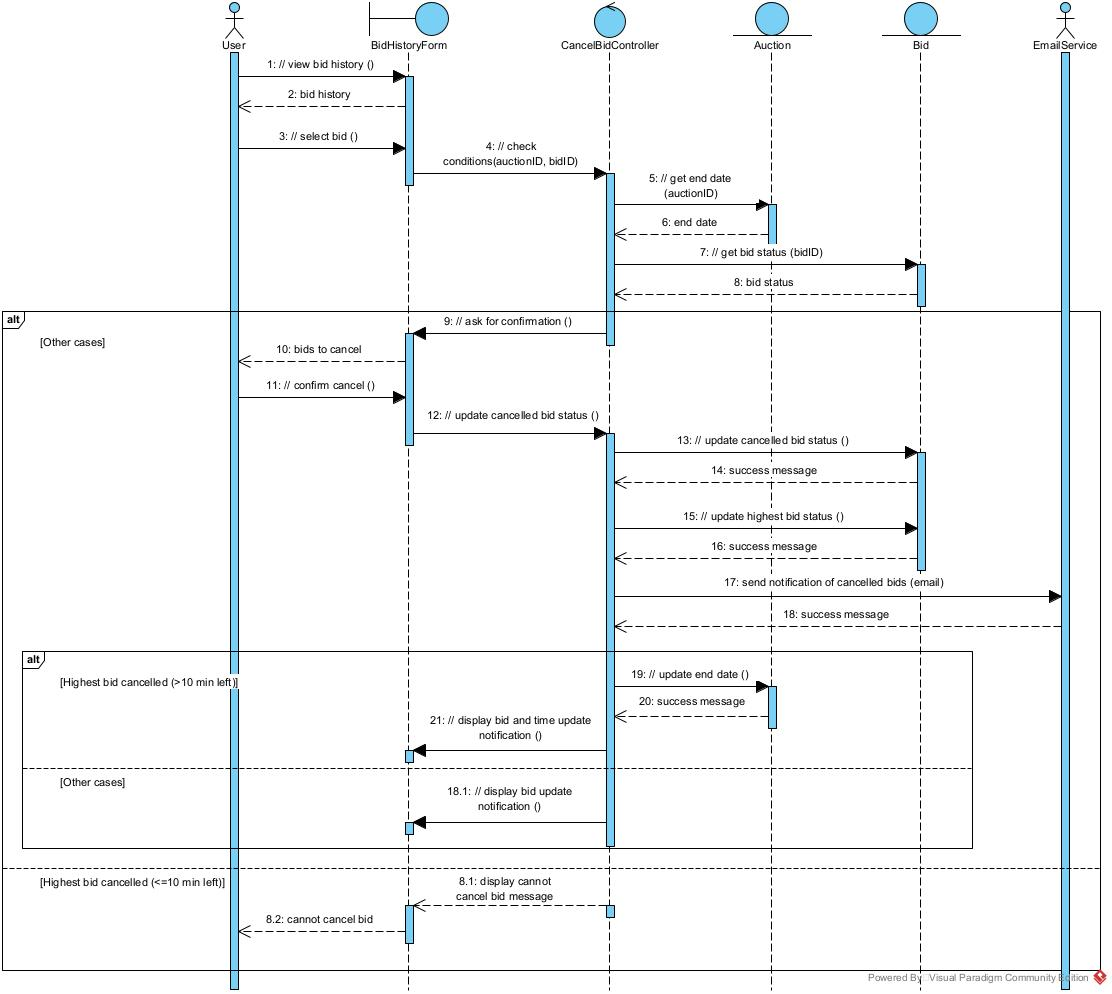 User
BidHistoryForm
CancelBidController
Auction
Bid
EmailService
1: // view bid history ()
2: bid history
3: // select bid ()
4: // check
conditions(auctionID, bidID)
5: // get end date
(auctionID)
6: end date
7: // get bid status (bidID)
8: bid status
alt
9: // ask for confirmation ()
[Other cases]
10: bids to cancel
11: // confirm cancel ()
12: // update cancelled bid status ()
13: // update cancelled bid status ()
14: success message
15: // update highest bid status ()
16: success message
17: send notification of cancelled bids (email)
18: success message
alt
[Highest bid cancelled (>10 min left)]
19: // update end date ()
20: success message
21: // display bid and time update
notification ()
[Other cases]
18.1: // display bid update
notification ()
[Highest bid cancelled (<=10 min left)]
8.1: display cannot
cancel bid message
8.2: cannot cancel bid
Powered By Visual Paradigm Community Edition